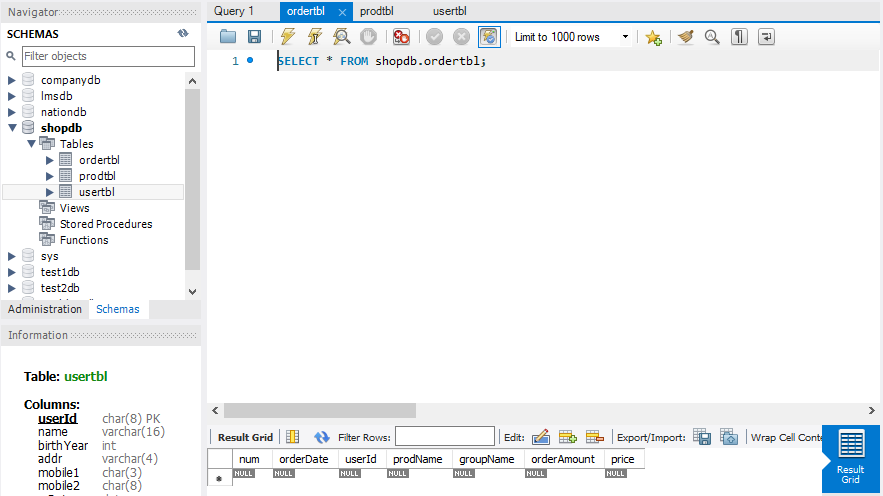 Navigator
SCHEMAS
Filter objects
companydb
lmsdb
nationdb
shopdb
Tables
ordertbl
prodtbl
usertbl
Views
Stored Procedures
Functions
sys
test1db
test2db
Administration Schemas
Information
Table: usertbl
Columns:
userId char(8) PK
name varchar(16)
birthYear int
addr varchar(4)
mobile1 char(3)
mobile2 char(8)
Query 1 ordertbl prodtbl usertbl
Limit to 1000 rows
1 SELECT * FROM shopdb.ordertbl;
Result Grid Filter Rows: Edit: Export/Import: Wrap Cell Conte
num orderDate userId prodName groupName orderAmount price
NULL NULL NULL NULL NULL NULL NULL
Result
Grid